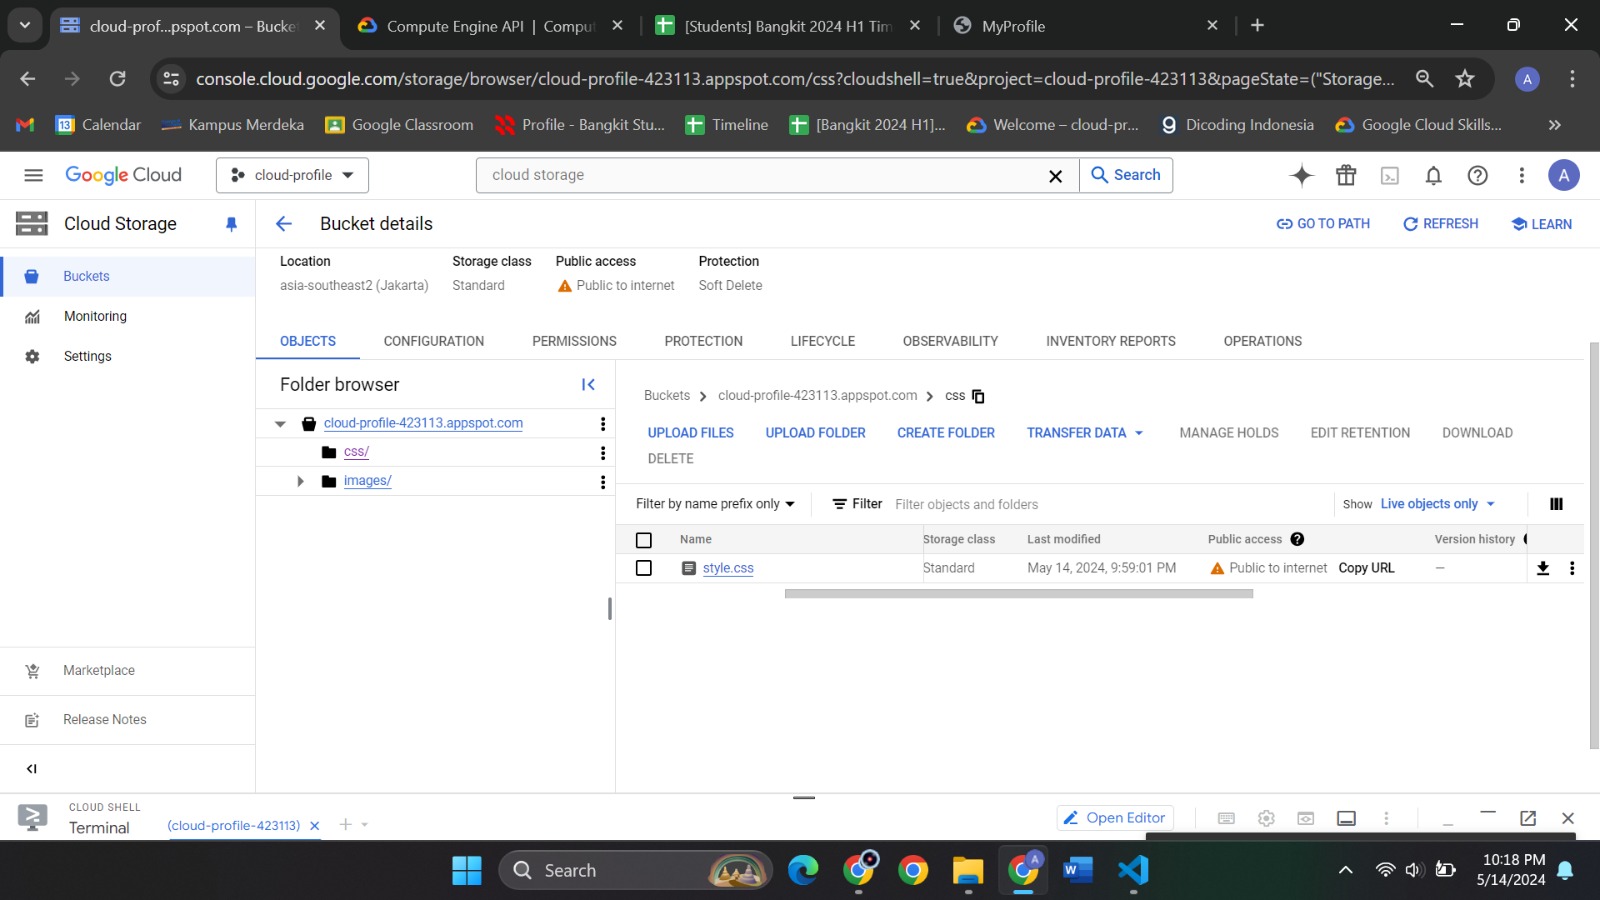 cloud-prof...pspot.com – Bucke
Compute Engine API | Compu
[Students] Bangkit 2024 H1 Tim
MyProfile
console.cloud.google.com/storage/browser/cloud-profile-423113.appspot.com/css?cloudshell=true&project=cloud-profile-423113&pageState=("Storage...
A
13 Calendar
Kampus Merdeka
Google Classroom
Profile - Bangkit Stu...
Timeline
[Bangkit 2024 H1]...
Welcome – cloud-pr...
Dicoding Indonesia
Google Cloud Skills...
Google Cloud
cloud-profile
cloud storage
Search
A
Cloud Storage
Bucket details
GO TO PATH
REFRESH
LEARN
Buckets
Monitoring
Settings
Location
Storage class
Public access
Protection
asia-southeast2 (Jakarta)
Standard
Public to internet
Soft Delete
OBJECTS
CONFIGURATION
PERMISSIONS
PROTECTION
LIFECYCLE
OBSERVABILITY
INVENTORY REPORTS
OPERATIONS
Folder browser
cloud-profile-423113.appspot.com
css/
images/
Buckets > cloud-profile-423113.appspot.com > css
UPLOAD FILES
UPLOAD FOLDER
CREATE FOLDER
TRANSFER DATA
MANAGE HOLDS
EDIT RETENTION
DOWNLOAD
DELETE
Filter by name prefix only
Filter
Filter objects and folders
Show
Live objects only
Name
Storage class
Last modified
Public access
Version history
style.css
Standard
May 14, 2024, 9:59:01 PM
Public to internet
Copy URL
–
Marketplace
Release Notes
CLOUD SHELL
Terminal
(cloud-profile-423113)
Open Editor
Search
A
W
10:18 PM
5/14/2024